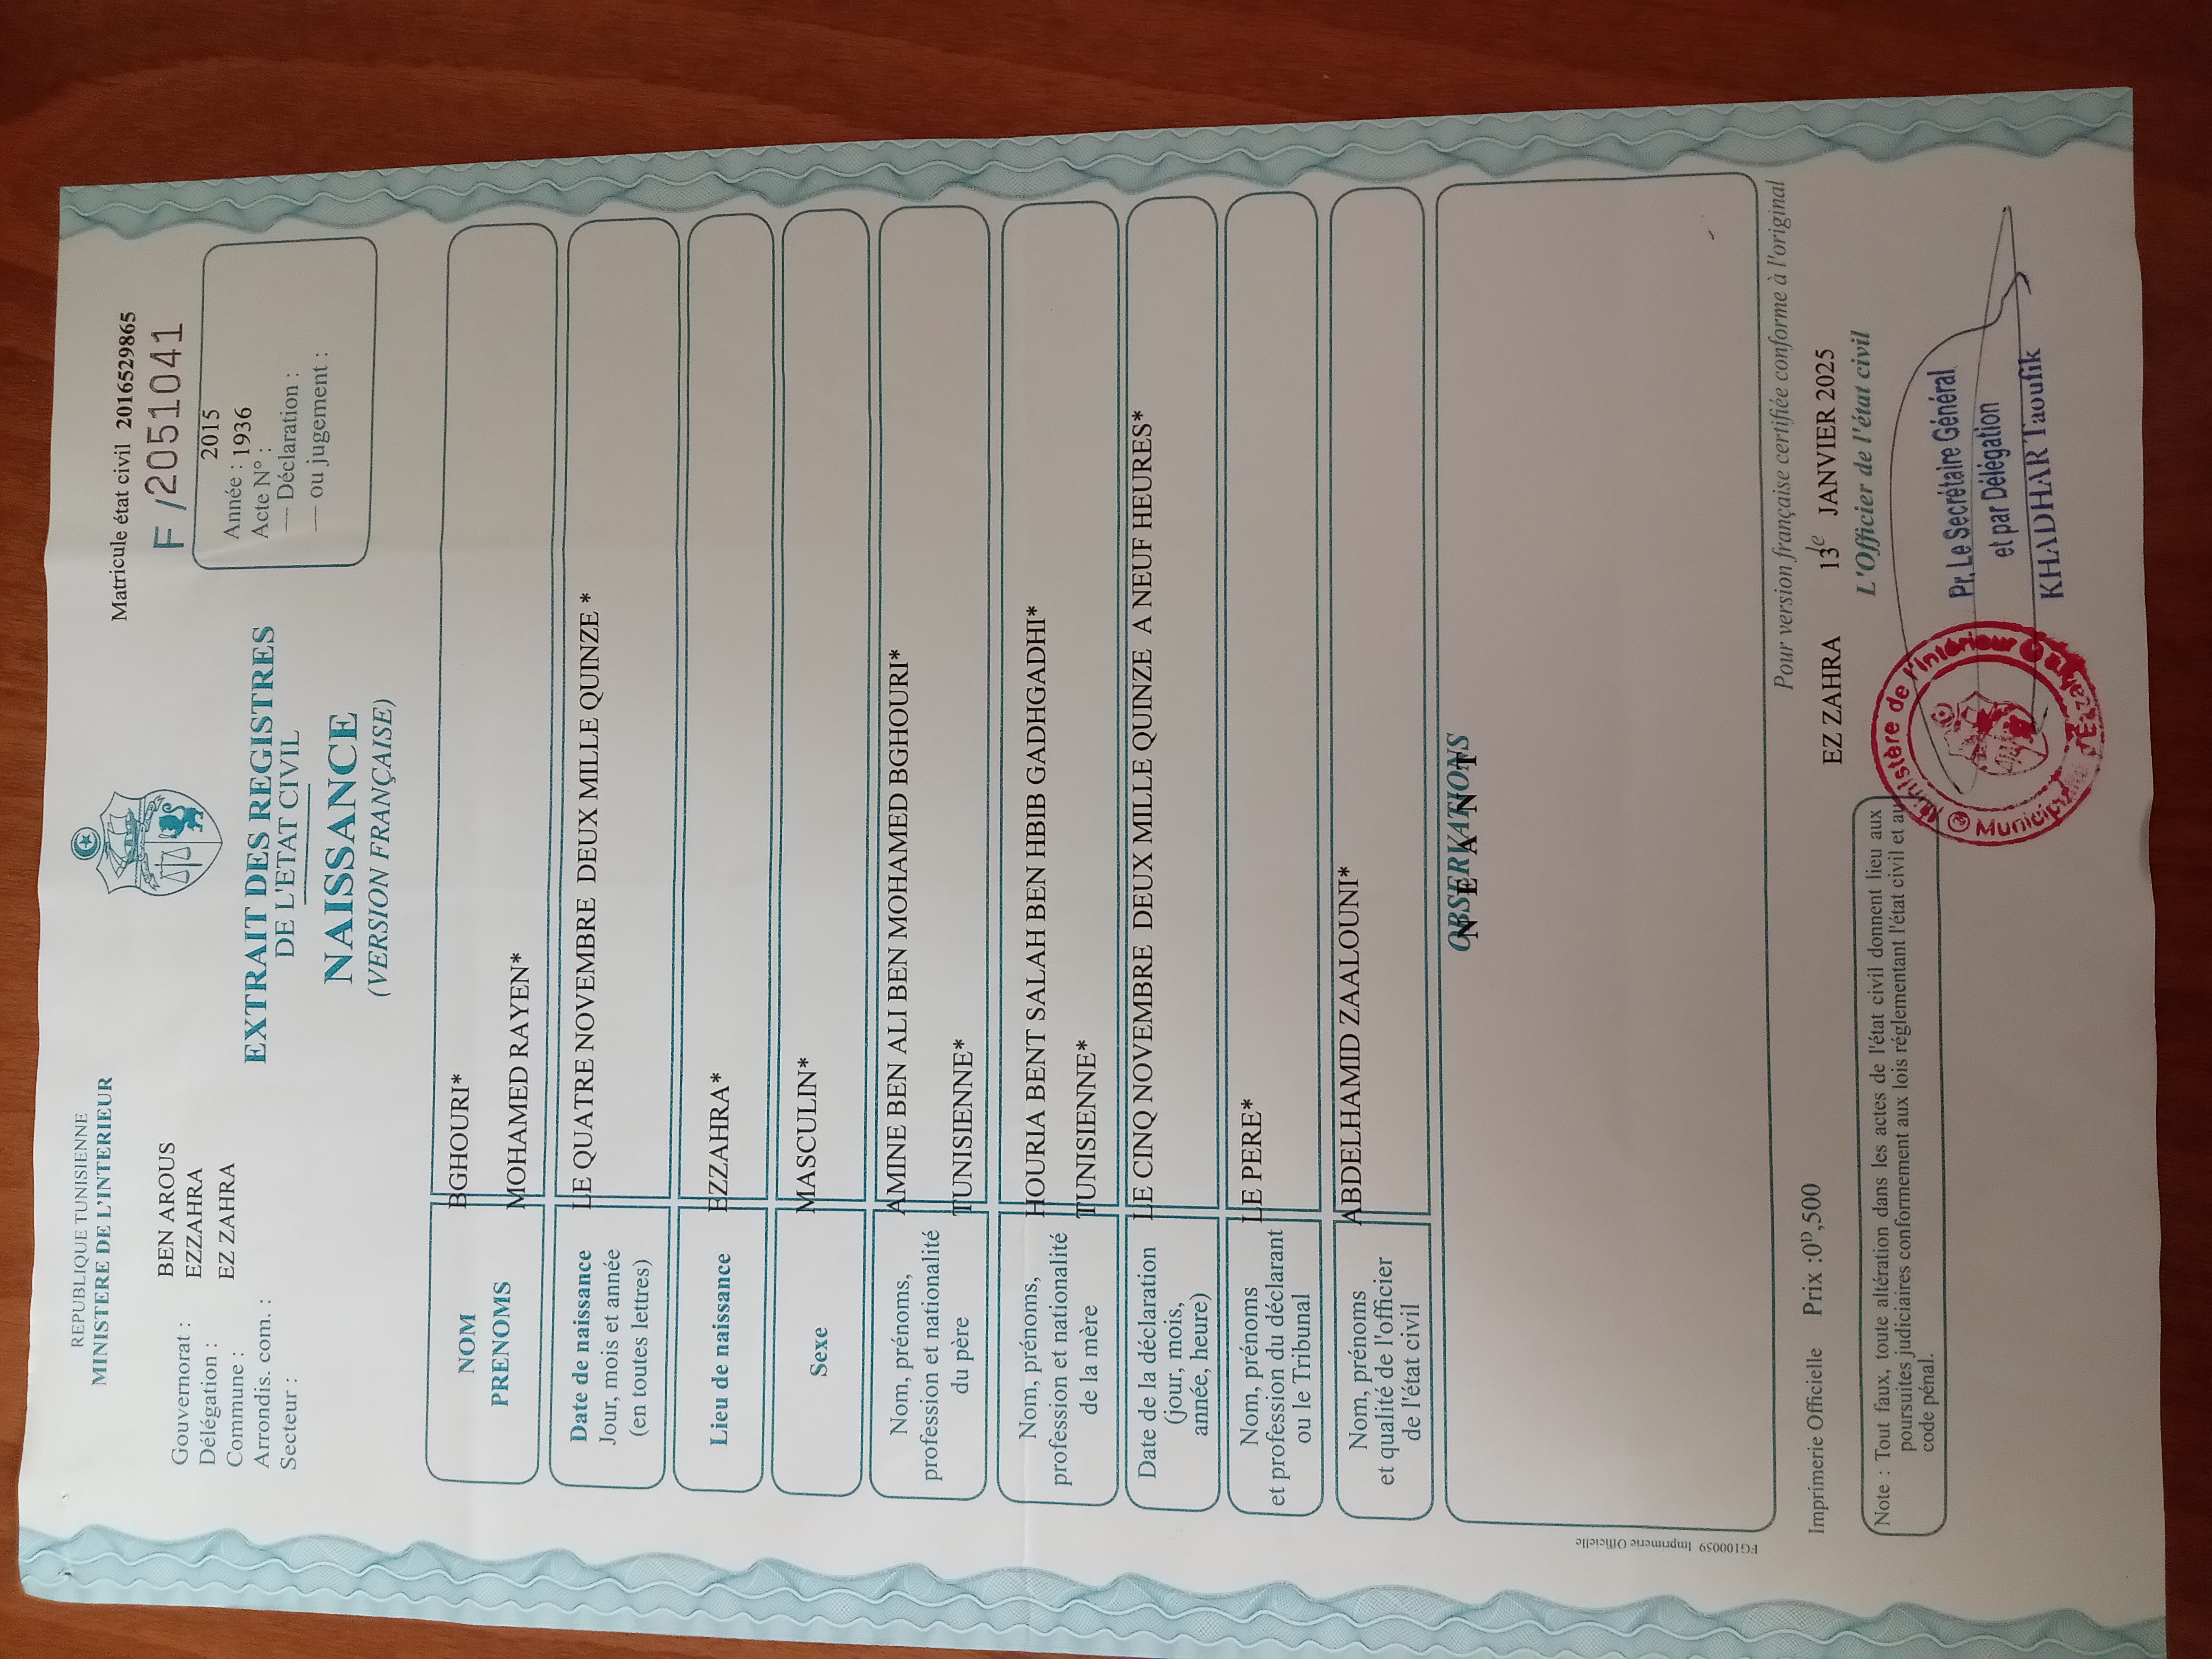 REPUBLIQUE TUNISIENNE
MINISTERE DE L'INTERIEUR
Gouvernorat : BEN AROUS
Délégation : EZZAHRA
Commune : EZ ZAHRA
Arrondis. com. :
Secteur :
Matricule état civil 2016529865
F /2051041
2015
Année : 1936
Acte N° :
— Déclaration :
— ou jugement :
EXTRAIT DES REGISTRES
DE L'ETAT CIVIL
NAISSANCE
(VERSION FRANÇAISE)
NOM BGHOURI*
PRENOMS MOHAMED RAYEN*
Date de naissance LE QUATRE NOVEMBRE DEUX MILLE QUINZE *
Jour, mois et année
(en toutes lettres)
Lieu de naissance EZZAHRA*
Sexe MASCULIN*
Nom, prénoms, AMINE BEN ALI BEN MOHAMED BGHOURI*
profession et nationalité
du père TUNISIENNE*
Nom, prénoms, HOURIA BENT SALAH BEN HBIB GADHGADHI*
profession et nationalité
de la mère TUNISIENNE*
Date de la déclaration LE CINQ NOVEMBRE DEUX MILLE QUINZE A NEUF HEURES*
(jour, mois,
année, heure)
Nom, prénoms LE PERE*
et profession du déclarant
ou le Tribunal
Nom, prénoms ABDELHAMID ZAALOUNI*
et qualité de l'officier
de l'état civil
OBSERVATIONS
N E A N T
Pour version française certifiée conforme à l'original
Imprimerie Officielle Prix :0D,500
EZ ZAHRA le 13 JANVIER 2025
L'Officier de l'état civil
Note : Tout faux, toute altération dans les actes de l'état civil donnent lieu aux
poursuites judiciaires conformement aux lois réglementant l'état civil et au
code pénal.
Pr. Le Secrétaire Général
et par Délégation
KHADHAR Taoufik
Ministère de l'Intérieur
Municipalité
FG100059 Imprimerie Officielle